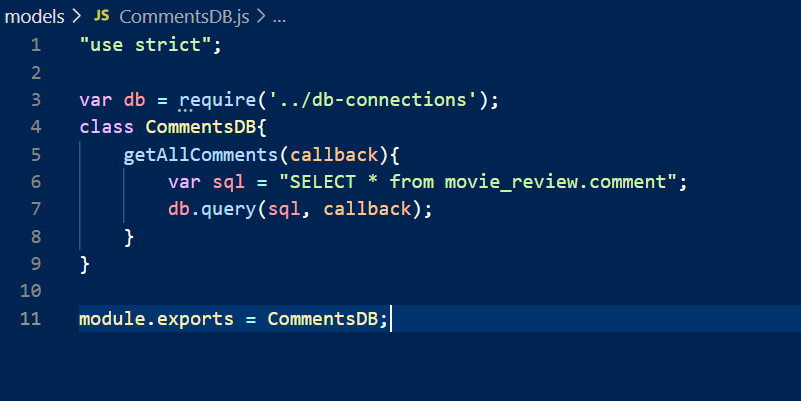 models > JS CommentsDB.js > ...
1 "use strict";
2
3 var db = require('../db-connections');
4 class CommentsDB{
5     getAllComments(callback){
6         var sql = "SELECT * from movie_review.comment";
7         db.query(sql, callback);
8     }
9 }
10
11 module.exports = CommentsDB;